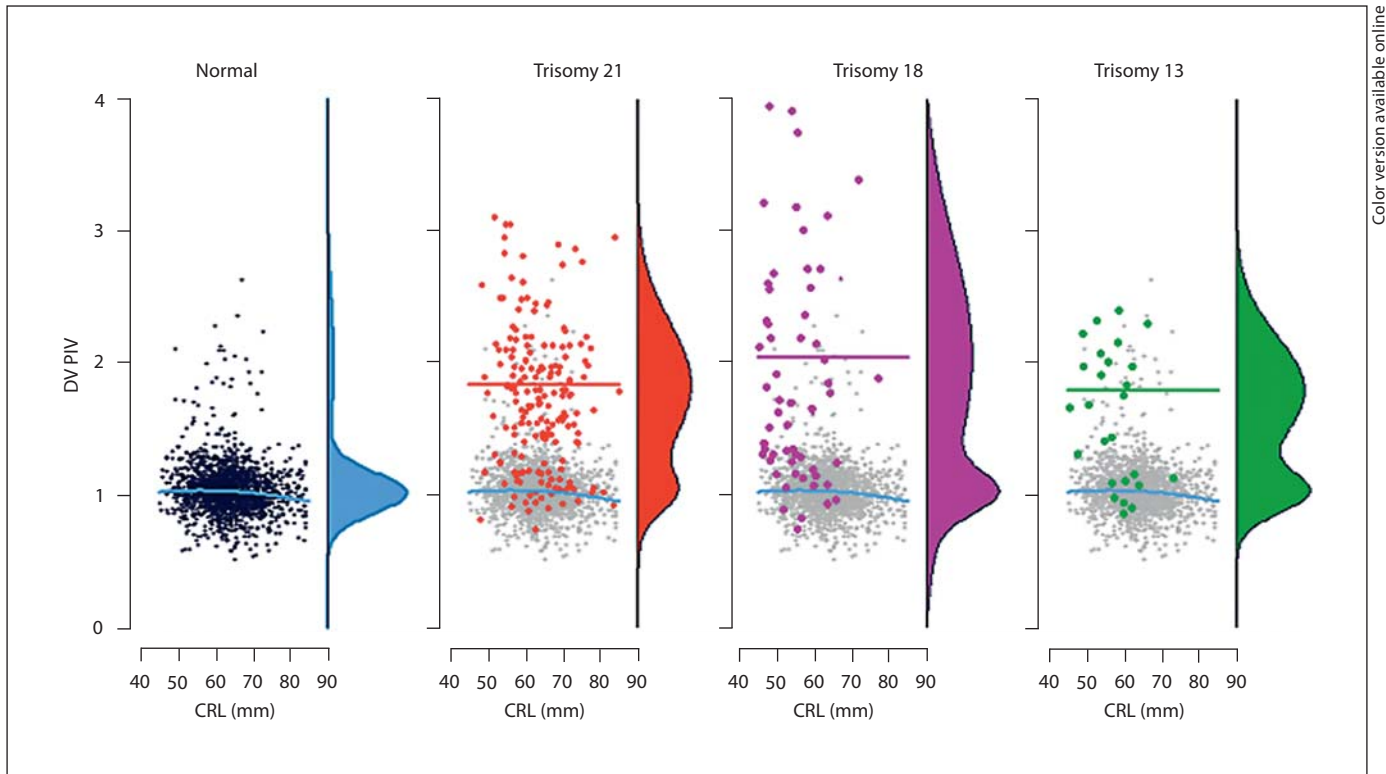 Color version available online
Normal
Trisomy 21
Trisomy 18
Trisomy 13
DV PIV
4
3
2
1
0
40 50 60 70 80 90
CRL (mm)
40 50 60 70 80 90
CRL (mm)
40 50 60 70 80 90
CRL (mm)
40 50 60 70 80 90
CRL (mm)